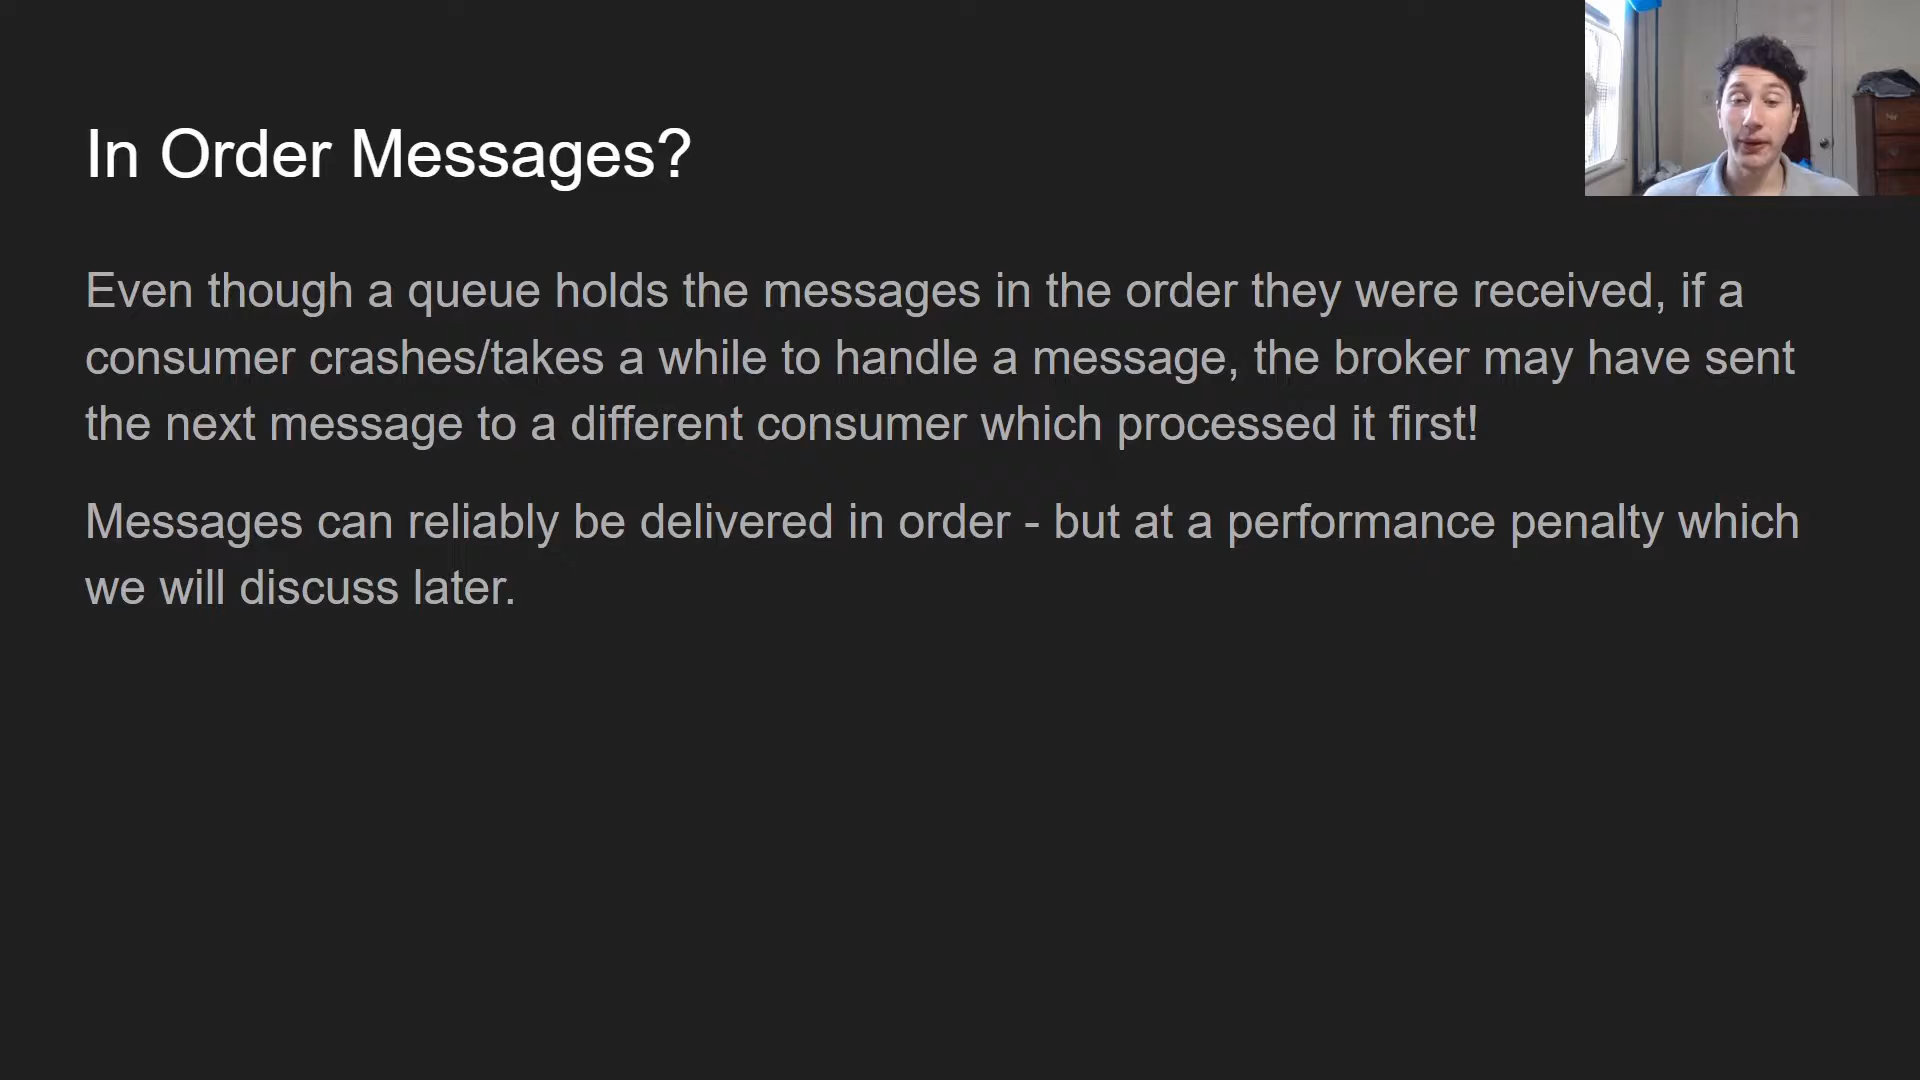 In Order Messages?
Even though a queue holds the messages in the order they were received, if a
consumer crashes/takes a while to handle a message, the broker may have sent
the next message to a different consumer which processed it first!
Messages can reliably be delivered in order - but at a performance penalty which
we will discuss later.